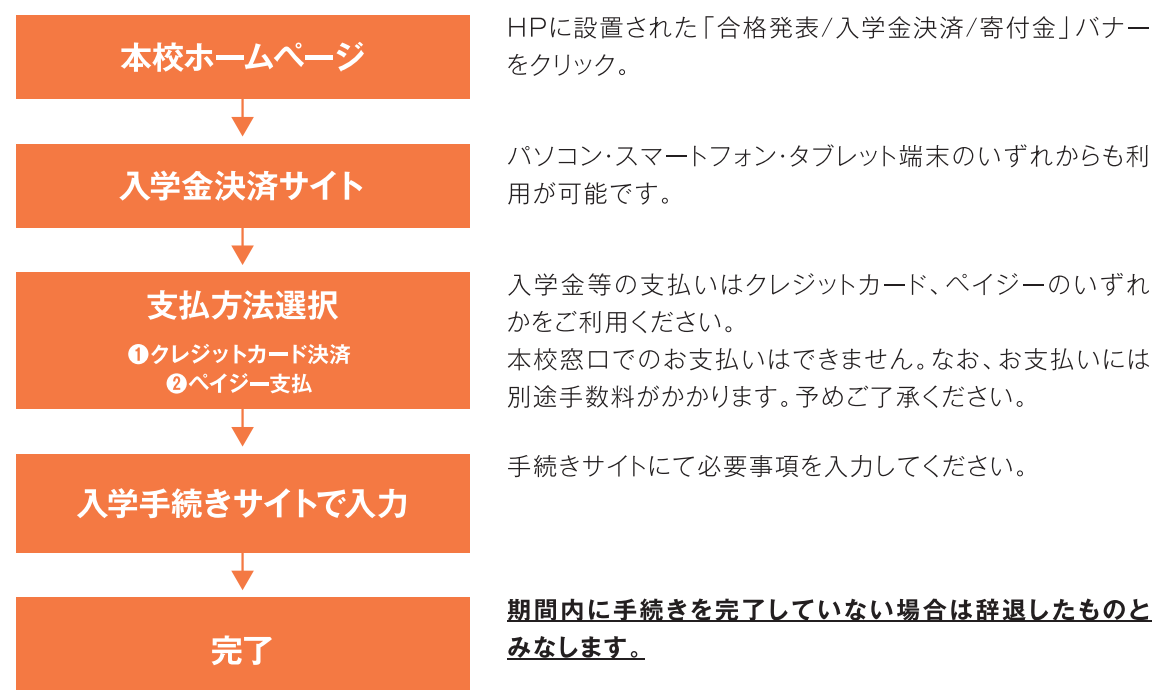 本校ホームページ
HPに設置された「合格発表/入学金決済/寄付金」バナー
をクリック。
入学金決済サイト
パソコン・スマートフォン・タブレット端末のいずれからも利
用が可能です。
支払方法選択
❶クレジットカード決済
❷ペイジー支払
入学金等の支払いはクレジットカード、ペイジーのいずれ
かをご利用ください。
本校窓口でのお支払いはできません。なお、お支払いには
別途手数料がかかります。予めご了承ください。
入学手続きサイトで入力
手続きサイトにて必要事項を入力してください。
完了
期間内に手続きを完了していない場合は辞退したものと
みなします。